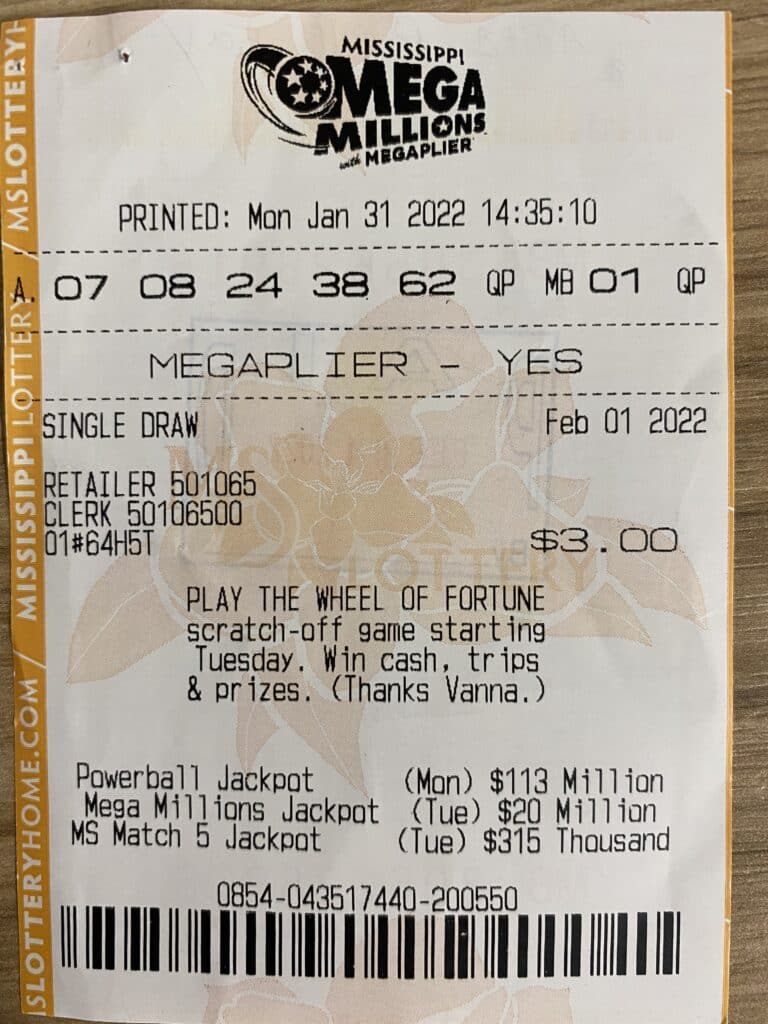 MISSISSIPPI
MEGA
MILLIONS
with MEGAPLIER
PRINTED: Mon Jan 31 2022 14:35:10
A. 07 08 24 38 62 QP MB 01 QP
MEGAPLIER - YES
SINGLE DRAW Feb 01 2022
RETAILER 501065
CLERK 50106500
01#64H5T $3.00
MS LOTTERY
PLAY THE WHEEL OF FORTUNE
scratch-off game starting
Tuesday. Win cash, trips
& prizes. (Thanks Vanna.)
Powerball Jackpot (Mon) $113 Million
Mega Millions Jackpot (Tue) $20 Million
MS Match 5 Jackpot (Tue) $315 Thousand
0854-043517440-200550
SLOTTERYHOME.COM / MISSISSIPPI LOTTERY / MSLOTTERYH